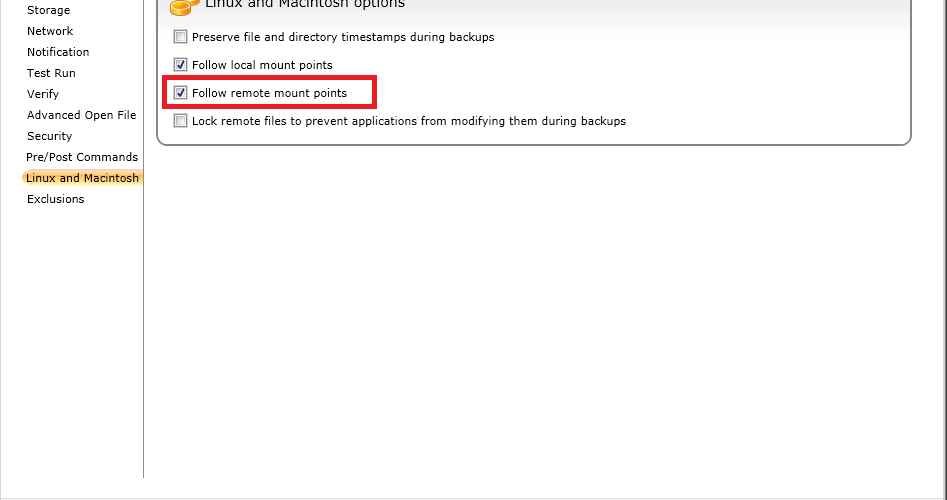 Storage
Network
Notification
Test Run
Verify
Advanced Open File
Security
Pre/Post Commands
Linux and Macintosh
Exclusions
Linux and Macintosh options
Preserve file and directory timestamps during backups
Follow local mount points
Follow remote mount points
Lock remote files to prevent applications from modifying them during backups